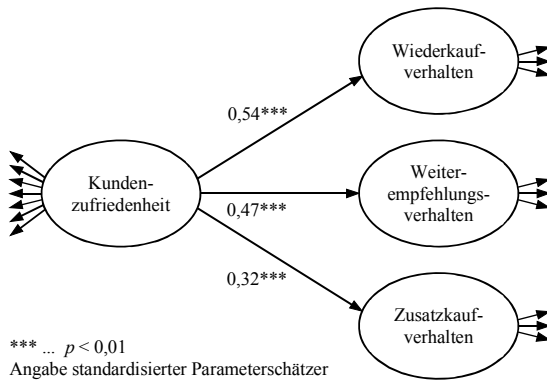 Wiederkauf-
verhalten
0,54***
Kunden-
zufriedenheit
Weiter-
empfehlungs-
verhalten
0,47***
0,32***
Zusatzkauf-
verhalten
*** ... p < 0,01
Angabe standardisierter Parameterschätzer